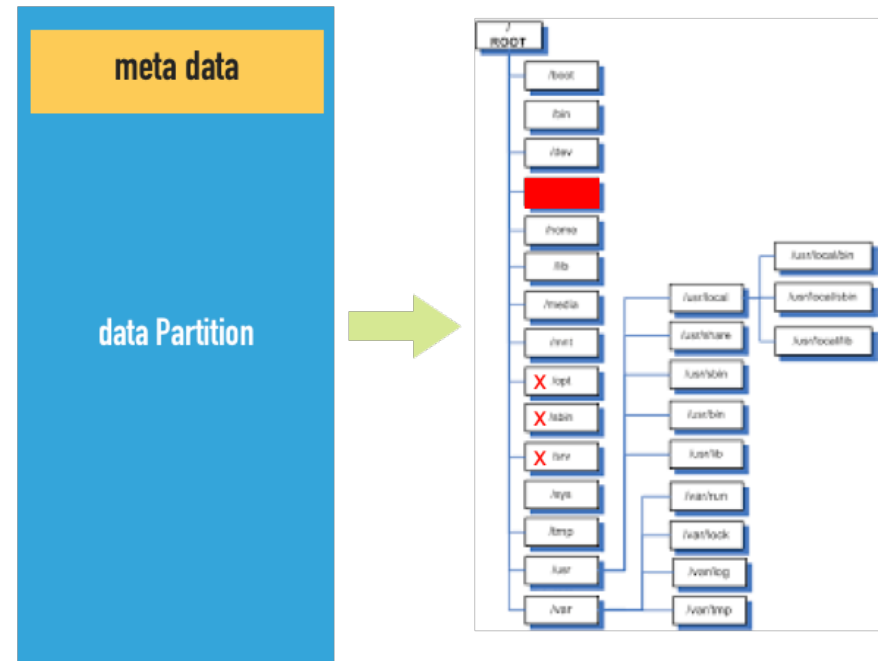 meta data
data Partition
/
ROOT
/boot
/bin
/dev
/home
/lib
/media
/mnt
X /opt
X /sbin
X /srv
/sys
/tmp
/usr
/var
/usr/local
/usr/share
/usr/sbin
/usr/bin
/usr/lib
/var/run
/var/lock
/var/log
/var/tmp
/usr/local/bin
/usr/local/sbin
/usr/local/lib